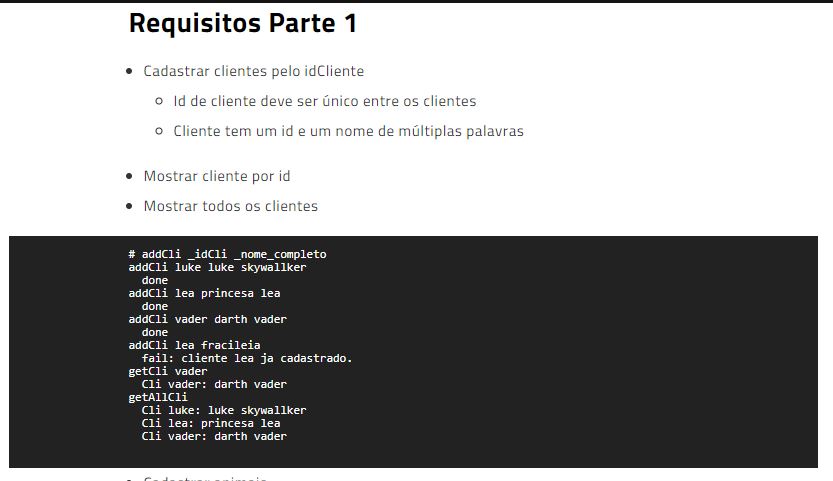 Requisitos Parte 1
Cadastrar clientes pelo idCliente
Id de cliente deve ser único entre os clientes
Cliente tem um id e um nome de múltiplas palavras
Mostrar cliente por id
Mostrar todos os clientes
# addCli _idCli _nome_completo
addCli luke luke skywallker
done
addCli lea princesa lea
done
addCli vader darth vader
done
addCli lea fracileia
fail: cliente lea ja cadastrado.
getCli vader
Cli vader: darth vader
getAllCli
Cli luke: luke skywallker
Cli lea: princesa lea
Cli vader: darth vader